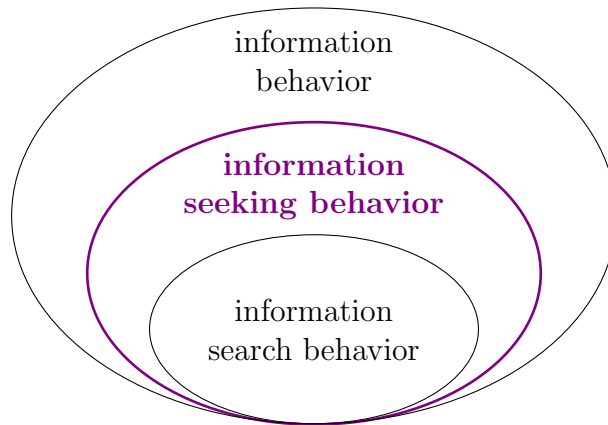 information
behavior
information
seeking behavior
information
search behavior